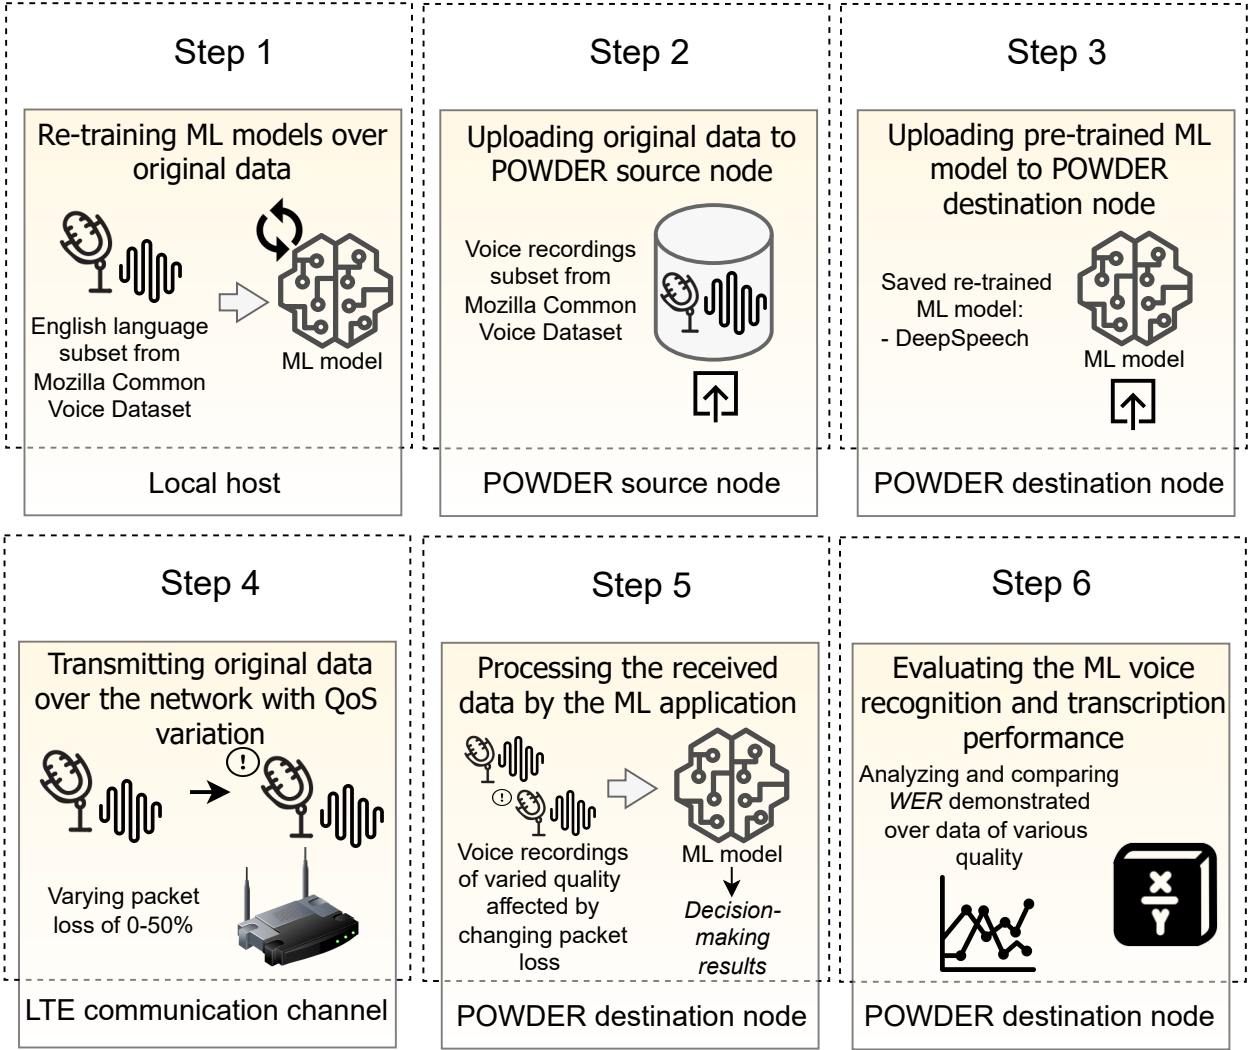 Step 1
Re-training ML models over
original data
English language
subset from
Mozilla Common
Voice Dataset
ML model
Local host
Step 2
Uploading original data to
POWDER source node
Voice recordings
subset from
Mozilla Common
Voice Dataset
POWDER source node
Step 3
Uploading pre-trained ML
model to POWDER
destination node
Saved re-trained
ML model:
- DeepSpeech
ML model
POWDER destination node
Step 4
Transmitting original data
over the network with QoS
variation
!
Varying packet
loss of 0-50%
LTE communication channel
Step 5
Processing the received
data by the ML application
!
Voice recordings
of varied quality
affected by
changing packet
loss
ML model
Decision-
making
results
POWDER destination node
Step 6
Evaluating the ML voice
recognition and transcription
performance
Analyzing and comparing
WER demonstrated
over data of various
quality
X
Y
POWDER destination node